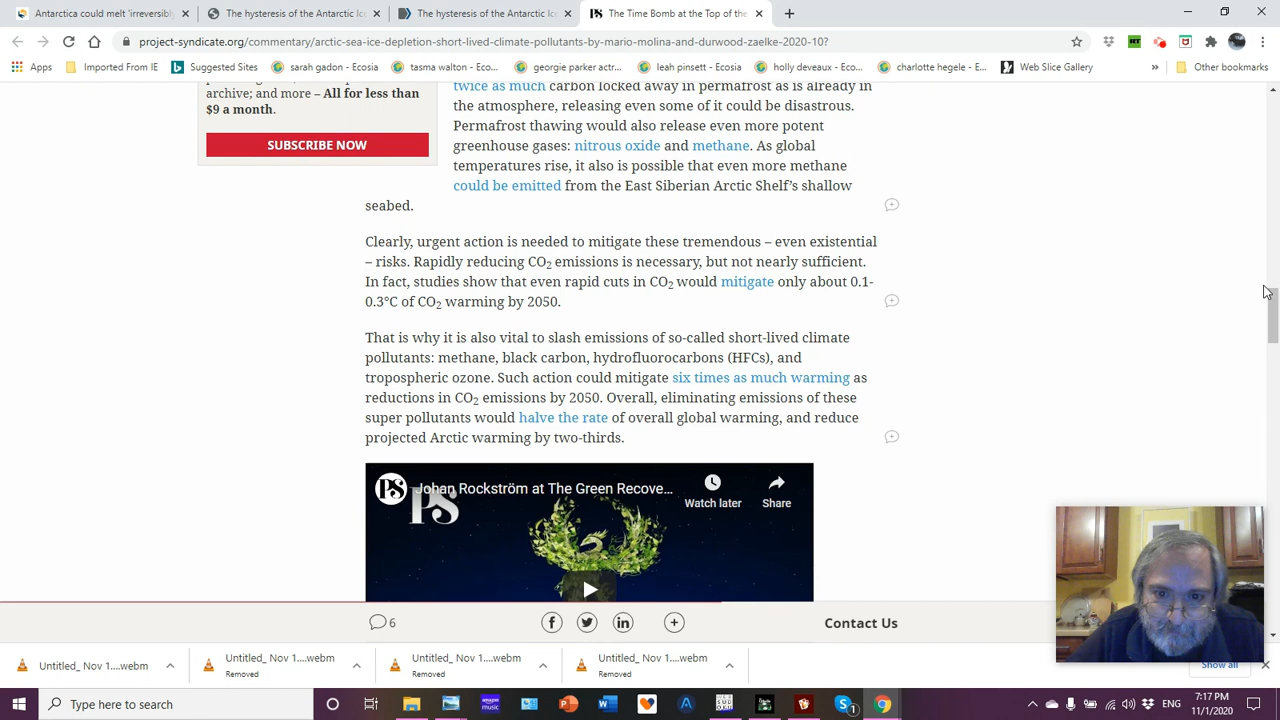 Antarctica could melt 'irreversibly
The hysteresis of the Antarctic Ic
The hysteresis of the Antarctic Ic
The Time Bomb at the Top of the
project-syndicate.org/commentary/arctic-sea-ice-depletion-short-lived-climate-pollutants-by-mario-molina-and-durwood-zaelke-2020-10?
Apps
Imported From IE
Suggested Sites
sarah gadon - Ecosia
tasma walton - Eco...
georgie parker actr...
leah pinsett - Ecosia
holly deveaux - Eco...
charlotte hegele - E...
Web Slice Gallery
»
Other bookmarks
archive; and more – All for less
than $9 a month.
SUBSCRIBE NOW
twice as much carbon locked away in permafrost as is already in
the atmosphere, releasing even some of it could be disastrous.
Permafrost thawing would also release even more potent
greenhouse gases: nitrous oxide and methane. As global
temperatures rise, it also is possible that even more methane
could be emitted from the East Siberian Arctic Shelf's shallow
seabed.
Clearly, urgent action is needed to mitigate these tremendous – even existential
– risks. Rapidly reducing CO2 emissions is necessary, but not nearly sufficient.
In fact, studies show that even rapid cuts in CO2 would mitigate only about 0.1-
0.3°C of CO2 warming by 2050.
That is why it is also vital to slash emissions of so-called short-lived climate
pollutants: methane, black carbon, hydrofluorocarbons (HFCs), and
tropospheric ozone. Such action could mitigate six times as much warming as
reductions in CO2 emissions by 2050. Overall, eliminating emissions of these
super pollutants would halve the rate of overall global warming, and reduce
projected Arctic warming by two-thirds.
PS
Johan Rockström at The Green Recove...
Watch later
Share
PS
6
Contact Us
Untitled_ Nov 1....webm
Untitled_ Nov 1....webm
Removed
Untitled_ Nov 1....webm
Removed
Untitled_ Nov 1....webm
Removed
Show all
Type here to search
ENG
7:17 PM
11/1/2020